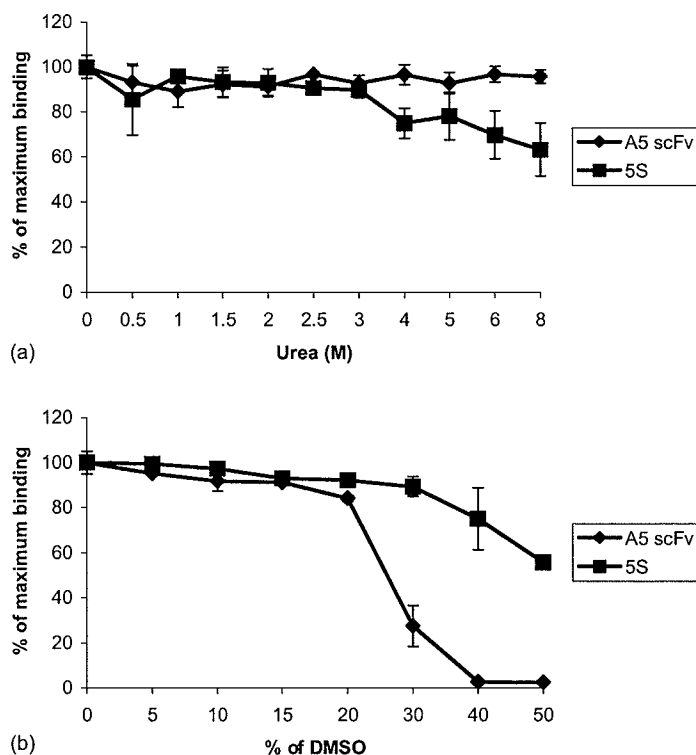 120
100
80
60
40
20
0
% of maximum binding
0 0.5 1 1.5 2 2.5 3 4 5 6 8
Urea (M)
A5 scFv
5S
(a)
120
100
80
60
40
20
0
% of maximum binding
0 5 10 15 20 30 40 50
% of DMSO
A5 scFv
5S
(b)